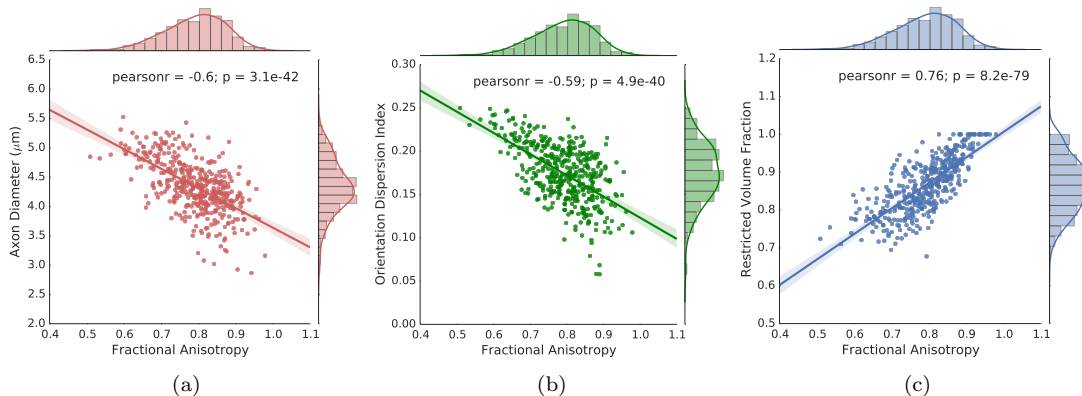 pearsonr = -0.6; p = 3.1e-42
6.5
6.0
5.5
5.0
4.5
4.0
3.5
3.0
2.5
2.0
Axon Diameter (μm)
0.4 0.5 0.6 0.7 0.8 0.9 1.0 1.1
Fractional Anisotropy
(a)
pearsonr = -0.59; p = 4.9e-40
0.30
0.25
0.20
0.15
0.10
0.05
0.00
Orientation Dispersion Index
0.4 0.5 0.6 0.7 0.8 0.9 1.0 1.1
Fractional Anisotropy
(b)
pearsonr = 0.76; p = 8.2e-79
1.2
1.1
1.0
0.9
0.8
0.7
0.6
0.5
Restricted Volume Fraction
0.4 0.5 0.6 0.7 0.8 0.9 1.0 1.1
Fractional Anisotropy
(c)